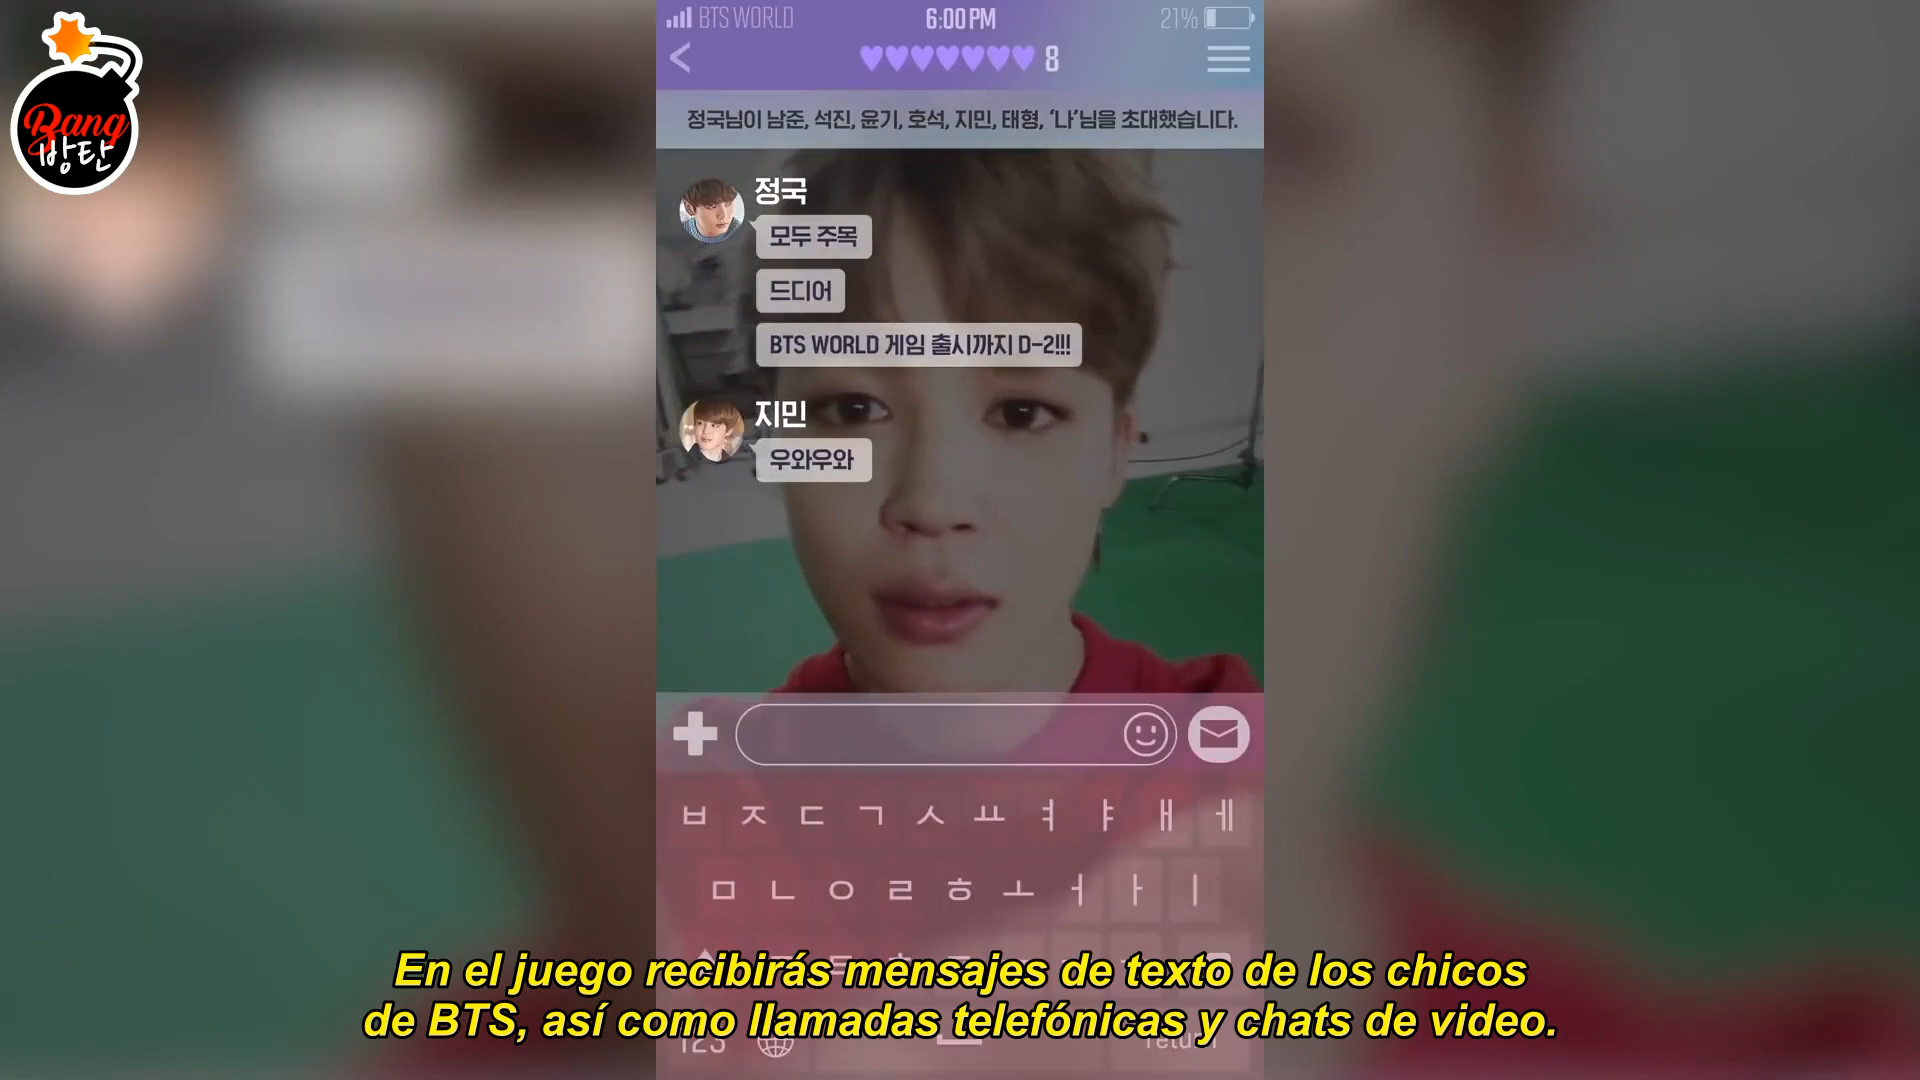 Bang
방탄
BTS WORLD 6:00 PM 21%
< ♥♥♥♥♥♥♥ 8
정국님이 남준, 석진, 윤기, 호석, 지민, 태형, ‘나’님을 초대했습니다.
정국
모두 주목
드디어
BTS WORLD 게임 출시까지 D-2!!!
지민
우와우와
ㅂ ㅈ ㄷ ㄱ ㅅ ㅛ ㅕ ㅑ ㅐ ㅔ
ㅁ ㄴ ㅇ ㄹ ㅎ ㅗ ㅓ ㅏ ㅣ
En el juego recibirás mensajes de texto de los chicos
de BTS, así como llamadas telefónicas y chats de video.
123 return